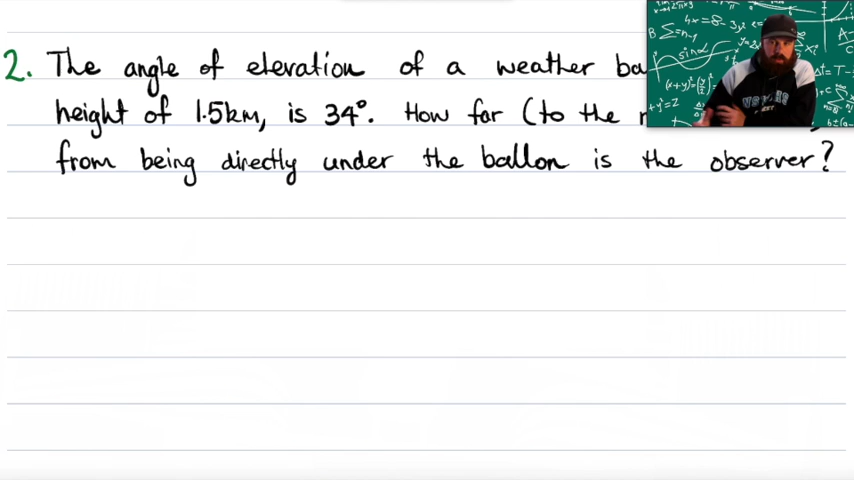 2. The angle of elevation of a weather
height of 1.5km, is 34°. How far (to the
from being directly under the ballon is the observer?